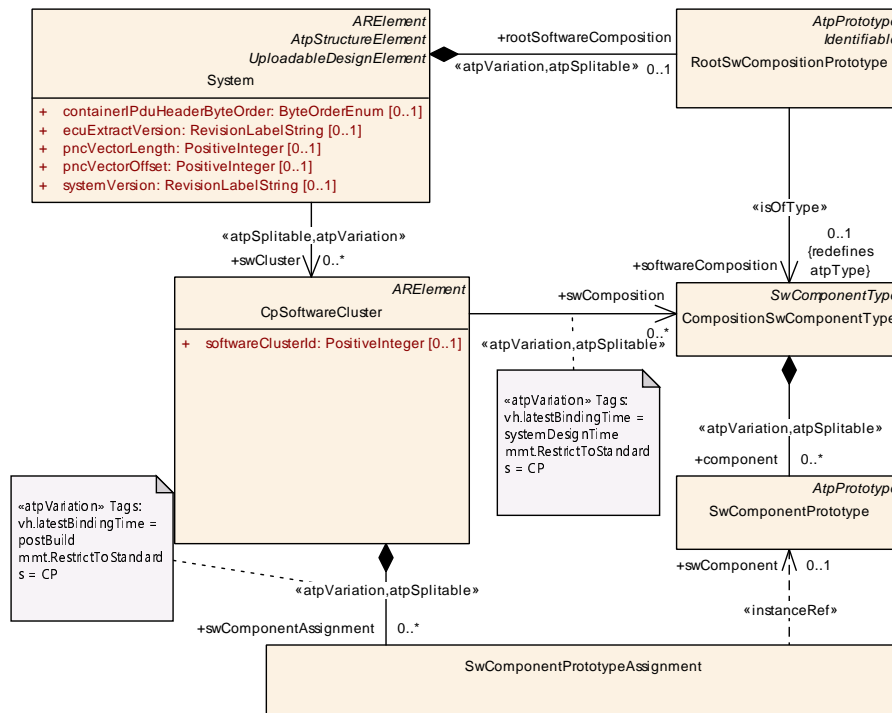 ARElement
AtpStructureElement
UploadableDesignElement
System
+ containerIPduHeaderByteOrder: ByteOrderEnum [0..1]
+ ecuExtractVersion: RevisionLabelString [0..1]
+ pncVectorLength: PositiveInteger [0..1]
+ pncVectorOffset: PositiveInteger [0..1]
+ systemVersion: RevisionLabelString [0..1]
+rootSoftwareComposition
«atpVariation,atpSplitable»
0..1
AtpPrototype
Identifiable
RootSwCompositionPrototype
«isOfType»
0..1
{redefines
atpType}
+softwareComposition
«atpSplitable,atpVariation»
+swCluster
0..*
ARElement
CpSoftwareCluster
+ softwareClusterId: PositiveInteger [0..1]
+swComposition
0..*
«atpVariation,atpSplitable»
SwComponentType
CompositionSwComponentType
«atpVariation» Tags:
vh.latestBindingTime =
systemDesignTime
mmt.RestrictToStandard
s = CP
«atpVariation,atpSplitable»
+component
0..*
AtpPrototype
SwComponentPrototype
«atpVariation» Tags:
vh.latestBindingTime =
postBuild
mmt.RestrictToStandard
s = CP
«atpVariation,atpSplitable»
+swComponentAssignment
0..*
+swComponent
0..1
«instanceRef»
SwComponentPrototypeAssignment